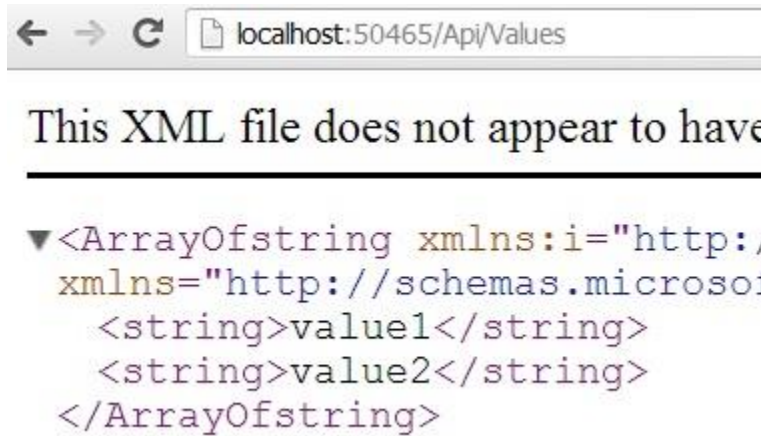 localhost:50465/Api/Values
This XML file does not appear to have
<ArrayOfstring xmlns:i="http:/
xmlns="http://schemas.microsof
<string>value1</string>
<string>value2</string>
</ArrayOfstring>